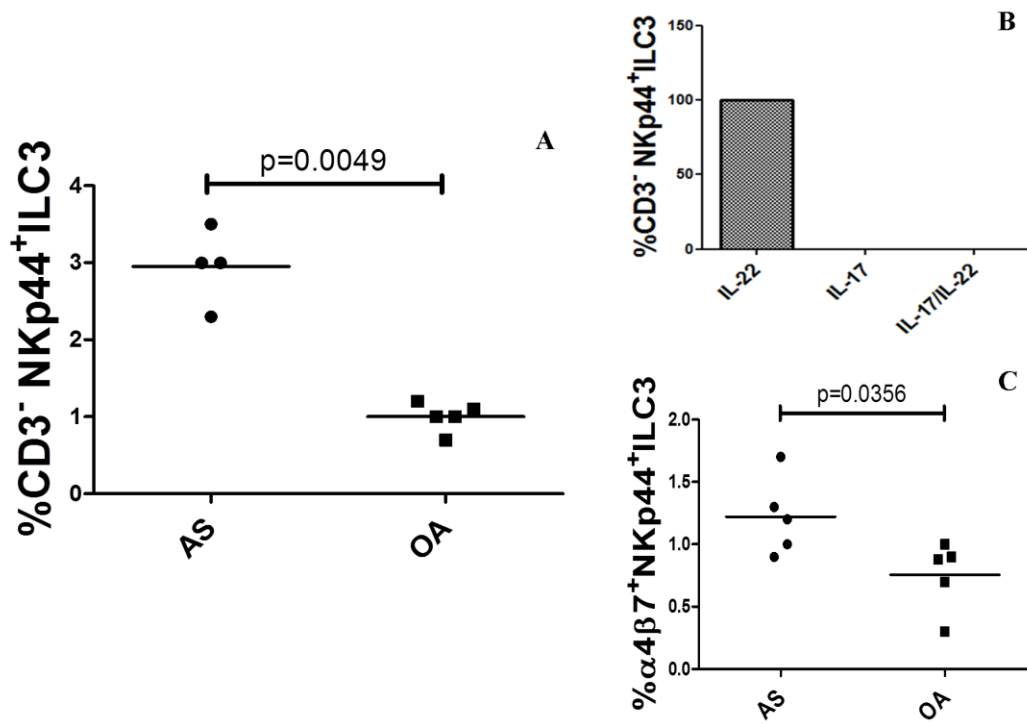 A
%CD3⁻ NKp44⁺ILC3
p=0.0049
4
3
2
1
0
AS
OA
B
%CD3⁻ NKp44⁺ILC3
150
100
50
0
IL-22
IL-17
IL-17/IL-22
C
%α4β7⁺NKp44⁺ILC3
p=0.0356
2.0
1.5
1.0
0.5
0.0
AS
OA